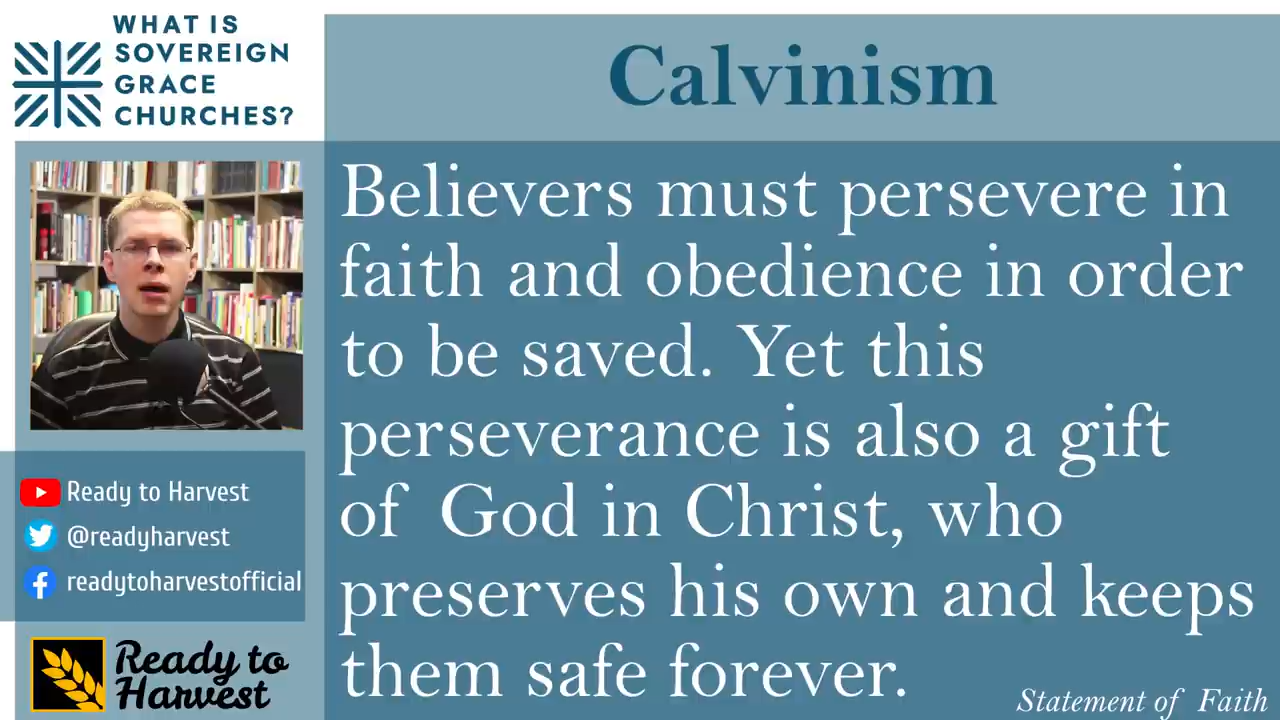 WHAT IS
SOVEREIGN
GRACE
CHURCHES?
Calvinism
Believers must persevere in
faith and obedience in order
to be saved. Yet this
perseverance is also a gift
of God in Christ, who
preserves his own and keeps
them safe forever.
Statement of Faith
Ready to Harvest
@readyharvest
readytoharvestofficial
Ready to
Harvest